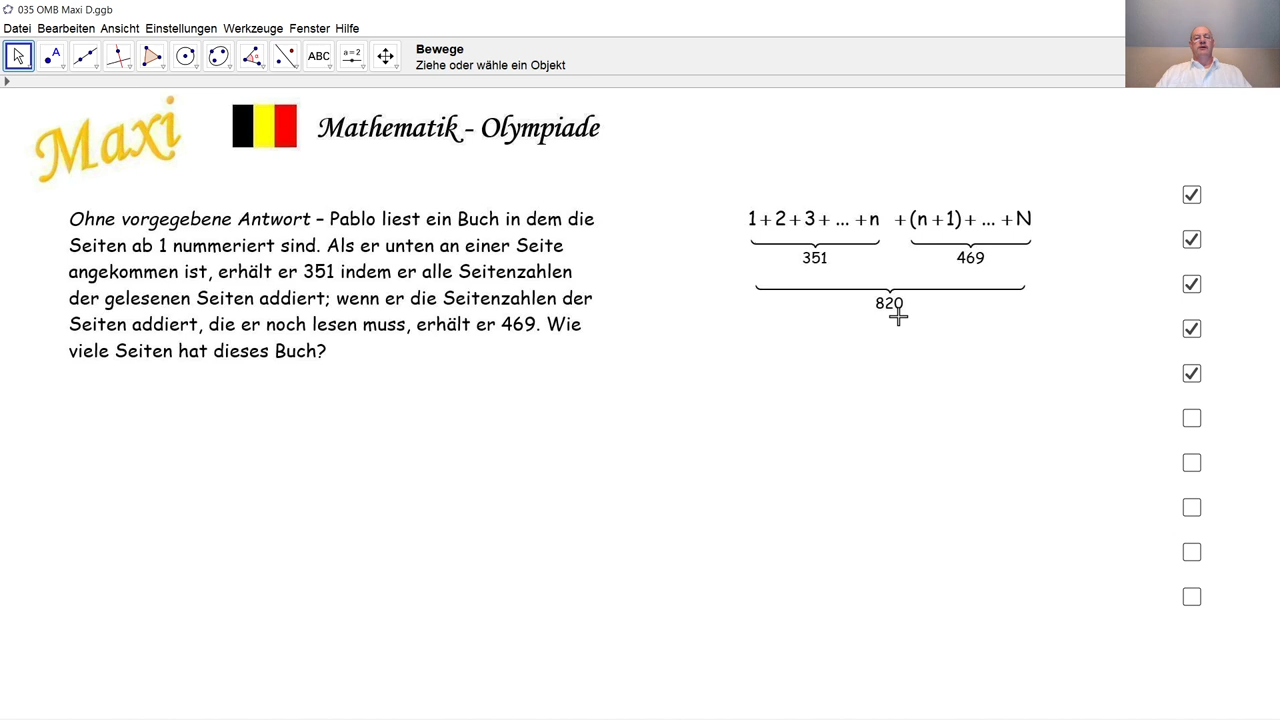 035 OMB Maxi D.ggb
Datei Bearbeiten Ansicht Einstellungen Werkzeuge Fenster Hilfe
A
ABC
a=2
Bewege
Ziehe oder wähle ein Objekt
Maxi
Mathematik - Olympiade
Ohne vorgegebene Antwort – Pablo liest ein Buch in dem die
Seiten ab 1 nummeriert sind. Als er unten an einer Seite
angekommen ist, erhält er 351 indem er alle Seitenzahlen
der gelesenen Seiten addiert; wenn er die Seitenzahlen der
Seiten addiert, die er noch lesen muss, erhält er 469. Wie
viele Seiten hat dieses Buch?
1+2+3+ ... +n +(n+1)+ ... +N
351 469
820